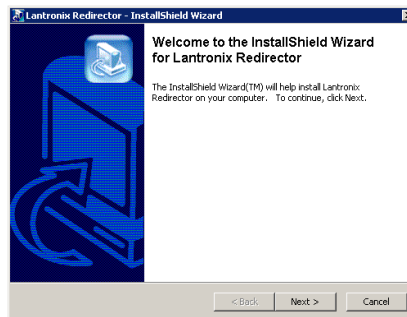 Lantronix Redirector - InstallShield Wizard
Welcome to the InstallShield Wizard
for Lantronix Redirector
The InstallShield Wizard(TM) will help install Lantronix
Redirector on your computer. To continue, click Next.
< Back
Next >
Cancel